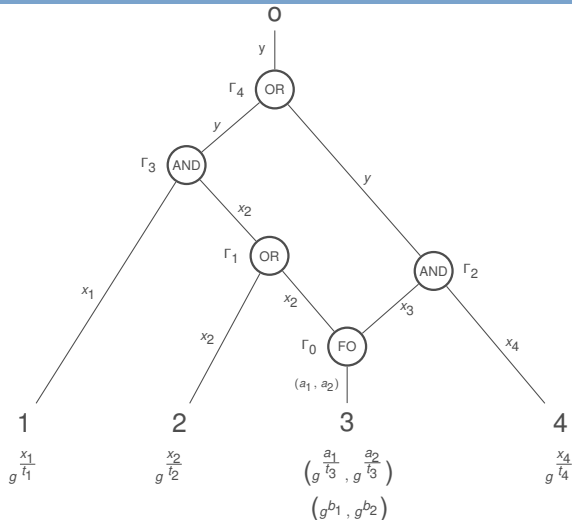 o
y
Γ4 OR
y
Γ3 AND
y
x2
Γ1 OR
AND Γ2
x1
x2
x3
x2
Γ0 FO
x4
(a1, a2)
1 2 3 4
g^(x1/t1) g^(x2/t2) (g^(a1/t3), g^(a2/t3)) g^(x4/t4)
(g^b1, g^b2)